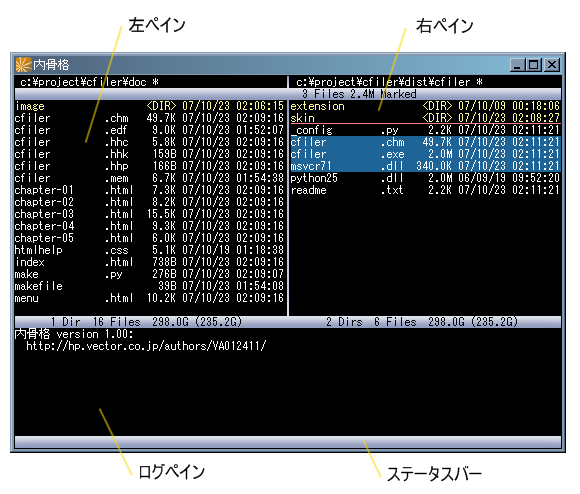 左ペイン
右ペイン
内骨格
c:¥project¥cfiler¥doc *
c:¥project¥cfiler¥dist¥cfiler *
3 Files 2.4M Marked
image <DIR> 07/10/23 02:06:15
cfiler .chm 49.7K 07/10/23 02:09:16
cfiler .edf 9.0K 07/10/23 01:52:07
cfiler .hhc 5.8K 07/10/23 02:09:16
cfiler .hhk 159B 07/10/23 02:09:16
cfiler .hhp 166B 07/10/23 02:09:16
cfiler .mem 6.7K 07/10/23 01:54:38
chapter-01 .html 7.3K 07/10/23 02:09:16
chapter-02 .html 8.2K 07/10/23 02:09:16
chapter-03 .html 15.5K 07/10/23 02:09:16
chapter-04 .html 9.3K 07/10/23 02:09:16
chapter-05 .html 6.0K 07/10/23 02:09:16
htmlhelp .css 5.1K 07/10/19 01:18:38
index .html 738B 07/10/23 02:09:16
make .py 276B 07/10/23 02:09:07
makefile 39B 07/10/23 01:54:08
menu .html 10.2K 07/10/23 02:09:16
extension <DIR> 07/10/09 00:18:06
skin <DIR> 07/10/23 02:08:27
_config .py 2.2K 07/10/23 02:11:21
cfiler .chm 49.7K 07/10/23 02:11:21
cfiler .exe 2.0M 07/10/23 02:11:21
msvcr71 .dll 340.0K 07/10/23 02:11:21
python25 .dll 2.0M 06/09/19 09:52:20
readme .txt 2.2K 07/10/23 02:11:21
1 Dir 16 Files 298.0G (235.2G)
2 Dirs 6 Files 298.0G (235.2G)
内骨格 version 1.00:
http://hp.vector.co.jp/authors/VA012411/
ログペイン
ステータスバー